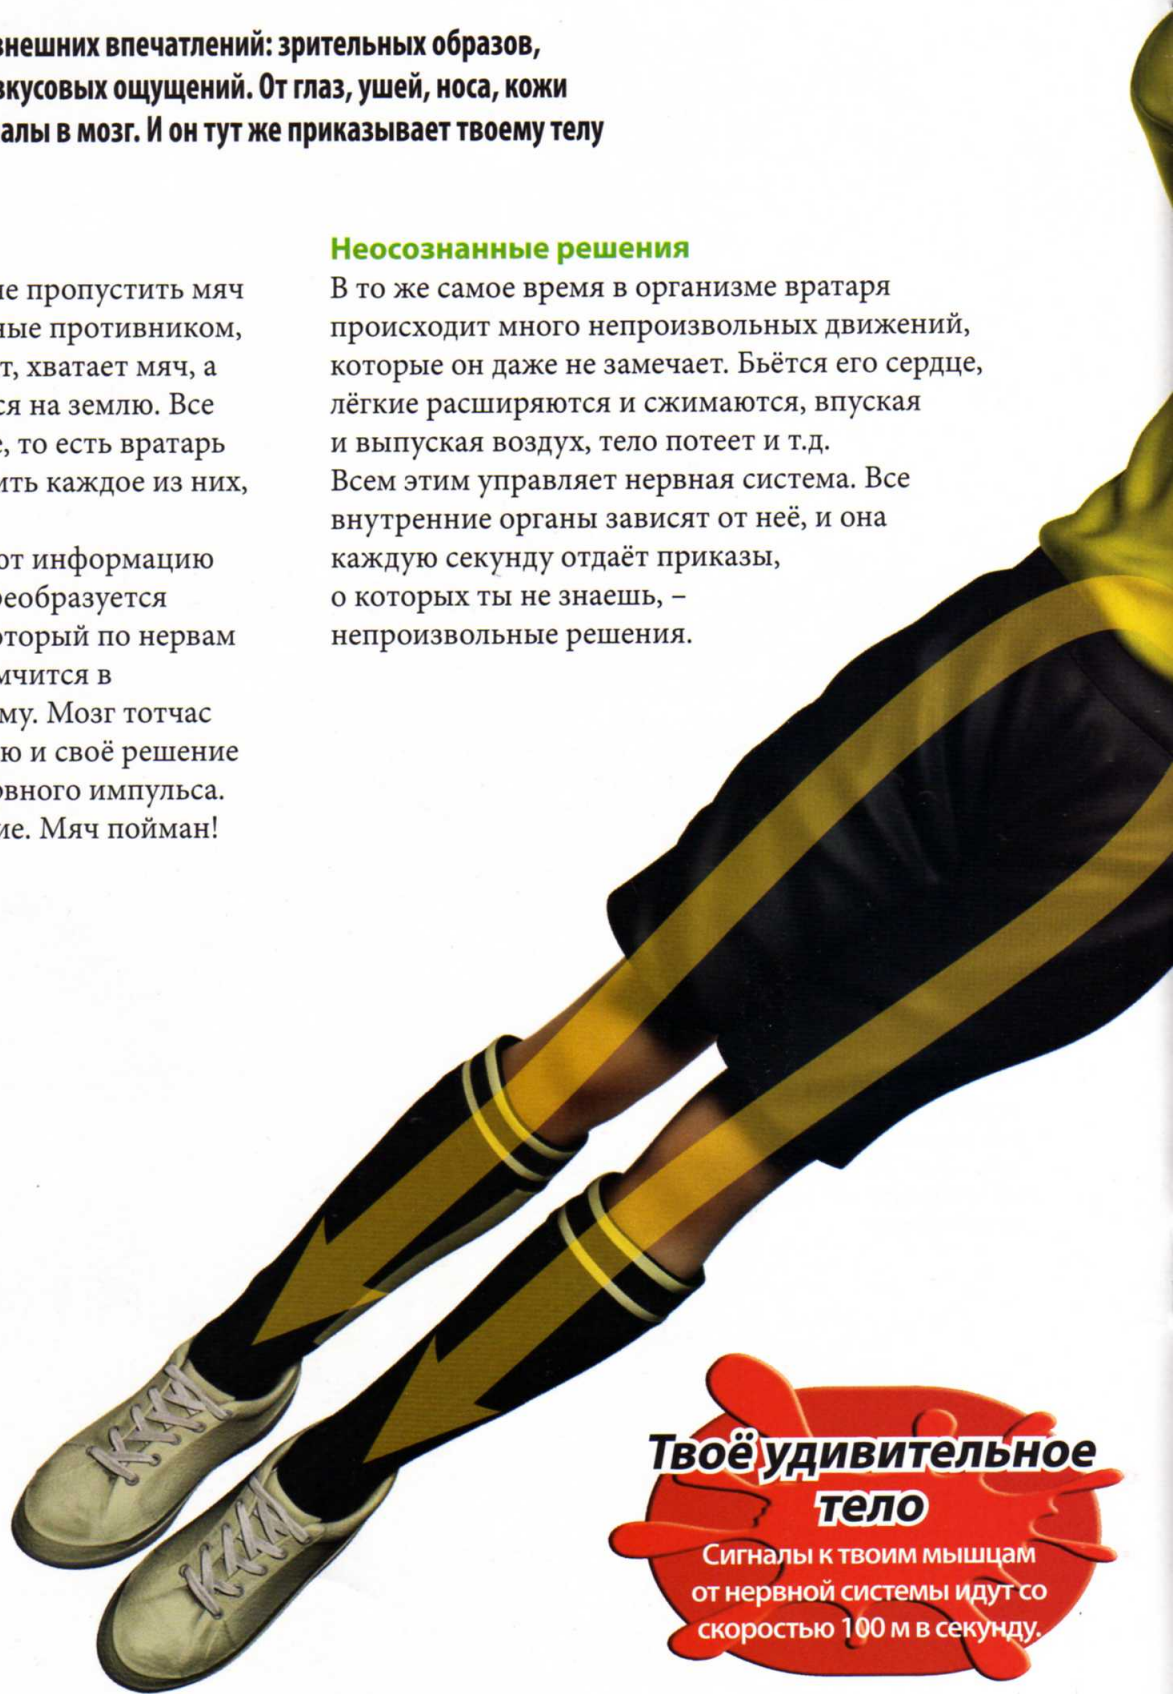 внешних впечатлений: зрительных образов,
вкусовых ощущений. От глаз, ушей, носа, кожи
алы в мозг. И он тут же приказывает твоему телу
не пропустить мяч
ные противником,
т, хватает мяч, а
ся на землю. Все
е, то есть вратарь
ить каждое из них,
от информацию
реобразуется
оторый по нервам
мчится в
му. Мозг тотчас
ю и своё решение
овного импульса.
ие. Мяч пойман!
Неосознанные решения
В то же самое время в организме вратаря
происходит много непроизвольных движений,
которые он даже не замечает. Бьётся его сердце,
лёгкие расширяются и сжимаются, впуская
и выпуская воздух, тело потеет и т.д.
Всем этим управляет нервная система. Все
внутренние органы зависят от неё, и она
каждую секунду отдаёт приказы,
о которых ты не знаешь, –
непроизвольные решения.
Твоё удивительное
тело
Сигналы к твоим мышцам
от нервной системы идут со
скоростью 100 м в секунду.